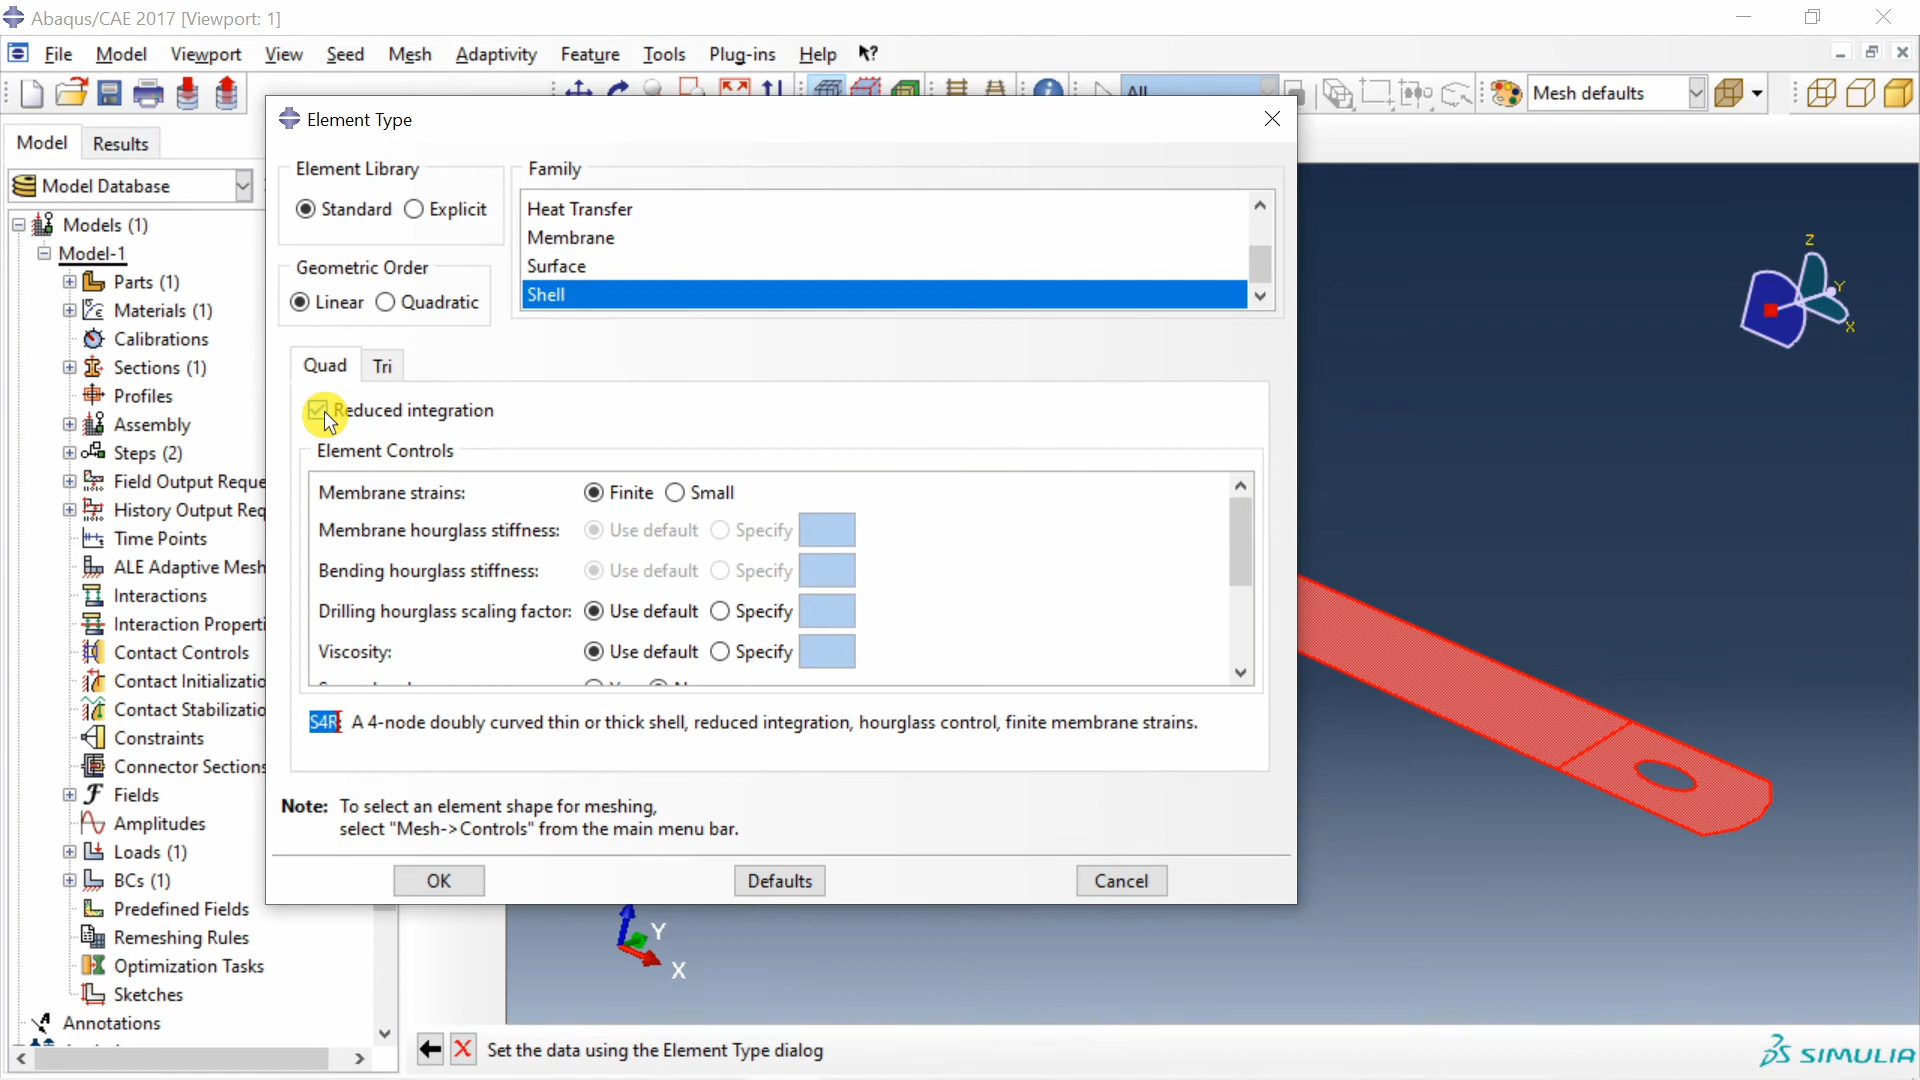 Abaqus/CAE 2017 [Viewport: 1]
File Model Viewport View Seed Mesh Adaptivity Feature Tools Plug-ins Help
All Mesh defaults
Model Results
Model Database
Models (1)
Model-1
Parts (1)
Materials (1)
Calibrations
Sections (1)
Profiles
Assembly
Steps (2)
Field Output Reque
History Output Req
Time Points
ALE Adaptive Mesh
Interactions
Interaction Properti
Contact Controls
Contact Initializatio
Contact Stabilizatio
Constraints
Connector Sections
Fields
Amplitudes
Loads (1)
BCs (1)
Predefined Fields
Remeshing Rules
Optimization Tasks
Sketches
Annotations
Element Type
Element Library
Standard Explicit
Geometric Order
Linear Quadratic
Family
Heat Transfer
Membrane
Surface
Shell
Quad Tri
Reduced integration
Element Controls
Membrane strains: Finite Small
Membrane hourglass stiffness: Use default Specify
Bending hourglass stiffness: Use default Specify
Drilling hourglass scaling factor: Use default Specify
Viscosity: Use default Specify
S4R: A 4-node doubly curved thin or thick shell, reduced integration, hourglass control, finite membrane strains.
Note: To select an element shape for meshing,
select "Mesh->Controls" from the main menu bar.
OK Defaults Cancel
Z
Y
X
Y
X
Set the data using the Element Type dialog
SIMULIA